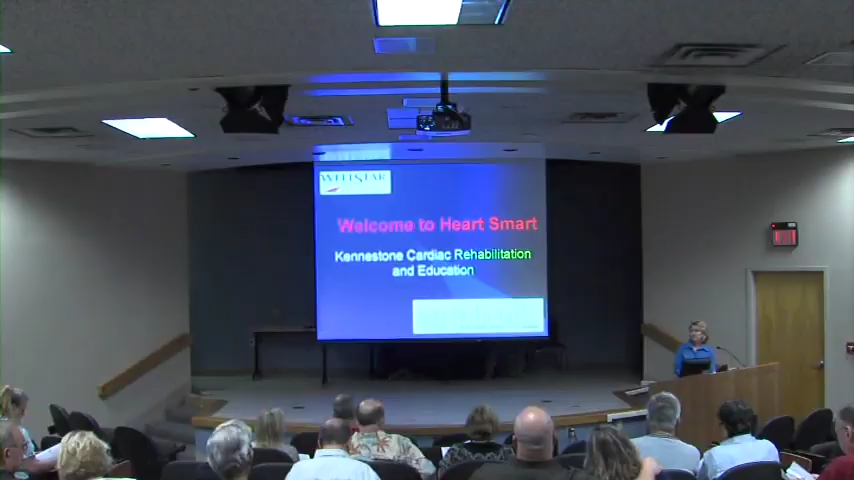 WELLSTAR
Welcome to Heart Smart
Kennestone Cardiac Rehabilitation
and Education